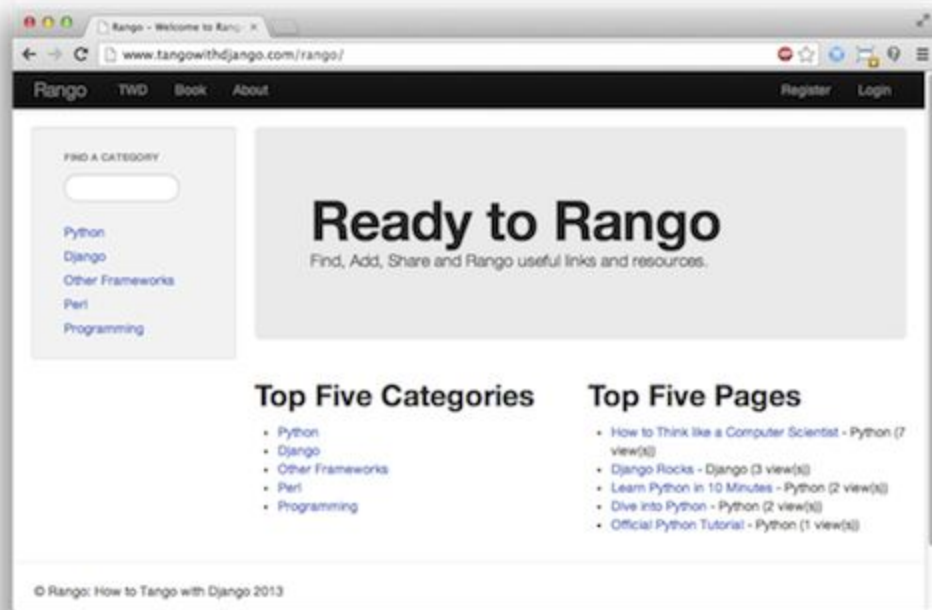 Rango - Welcome to Rang
www.tangowithdjango.com/rango/
Rango TWD Book About Register Login
FIND A CATEGORY
Python
Django
Other Frameworks
Perl
Programming
Ready to Rango
Find, Add, Share and Rango useful links and resources.
Top Five Categories
Python
Django
Other Frameworks
Perl
Programming
Top Five Pages
How to Think like a Computer Scientist - Python (7
view(s))
Django Rocks - Django (3 view(s))
Learn Python in 10 Minutes - Python (2 view(s))
Dive into Python - Python (2 view(s))
Official Python Tutorial - Python (1 view(s))
© Rango: How to Tango with Django 2013